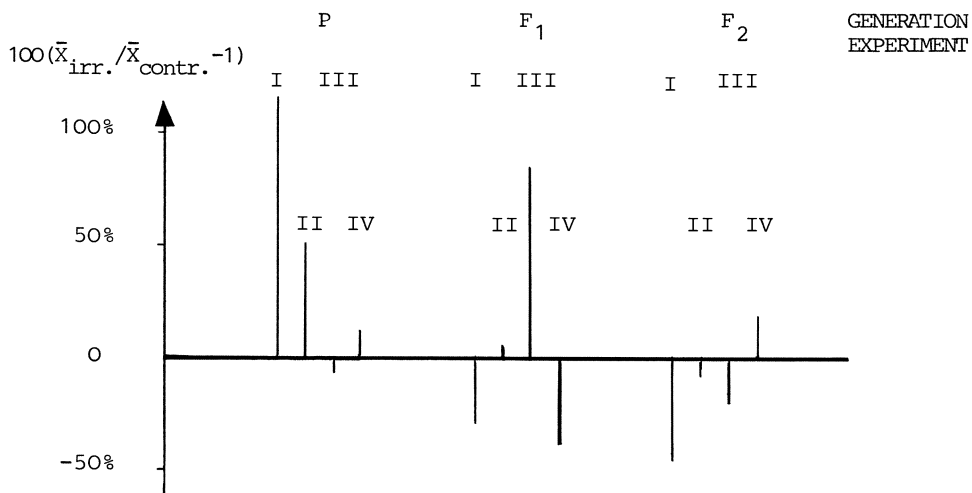 P F₁ F₂ GENERATION
EXPERIMENT
100(X̄irr./X̄contr.-1)
I III I III I III
100%
II IV II IV II IV
50%
0
-50%